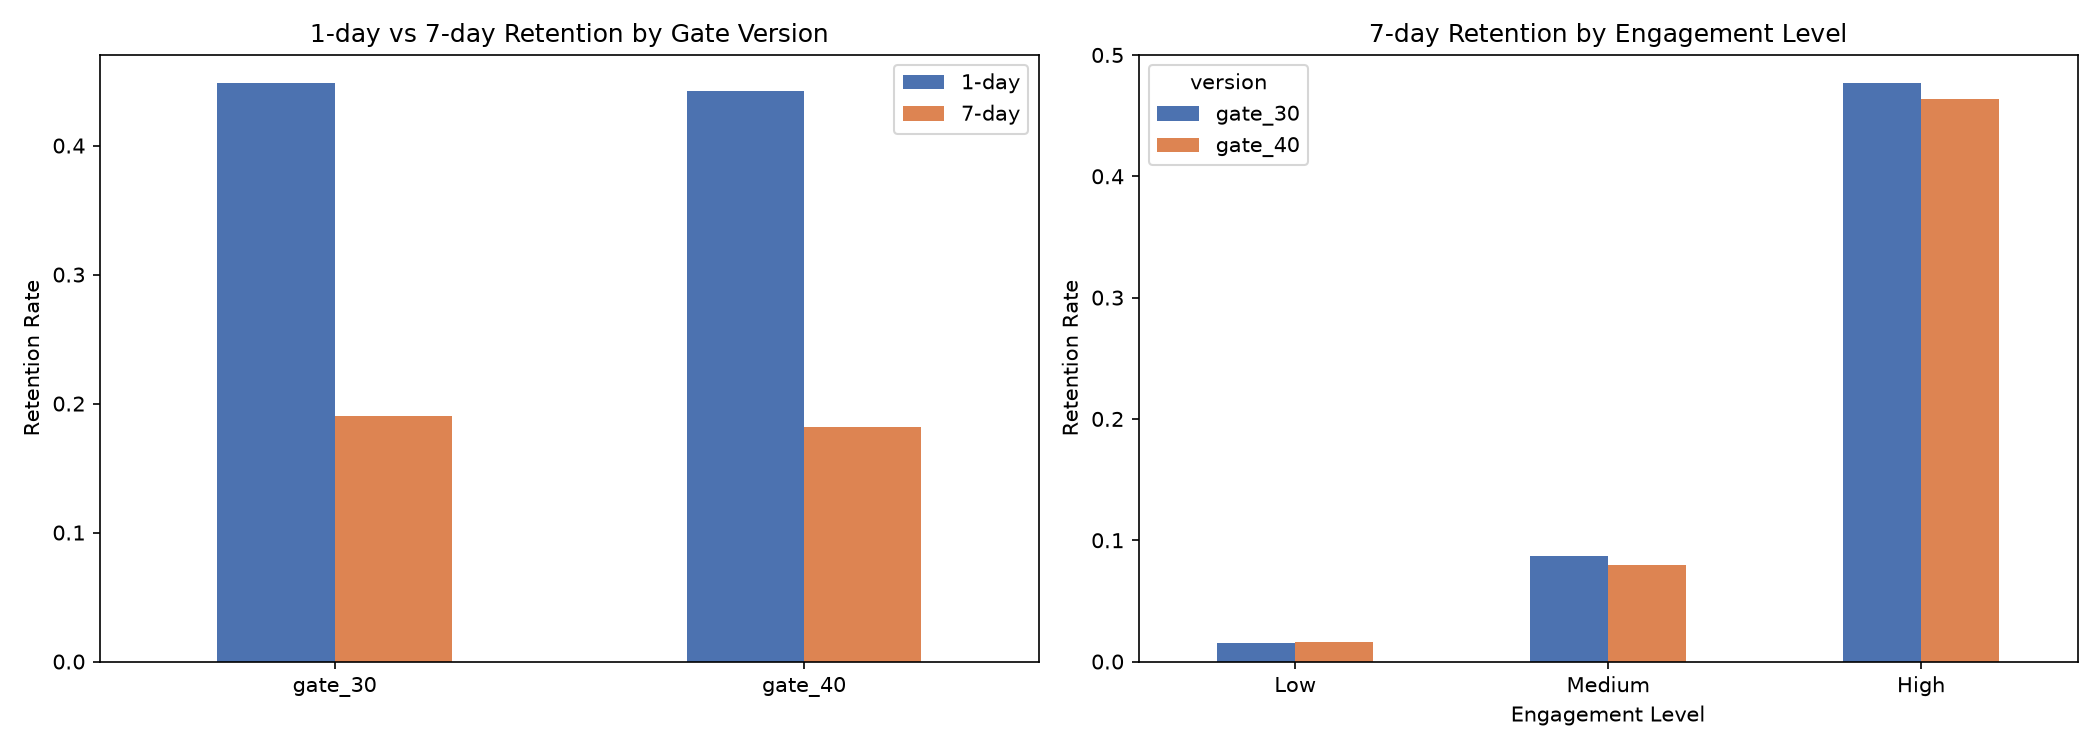 1-day vs 7-day Retention by Gate Version
1-day
7-day
Retention Rate
0.4
0.3
0.2
0.1
0.0
gate_30 gate_40
7-day Retention by Engagement Level
version
gate_30
gate_40
Retention Rate
0.5
0.4
0.3
0.2
0.1
0.0
Low Medium High
Engagement Level